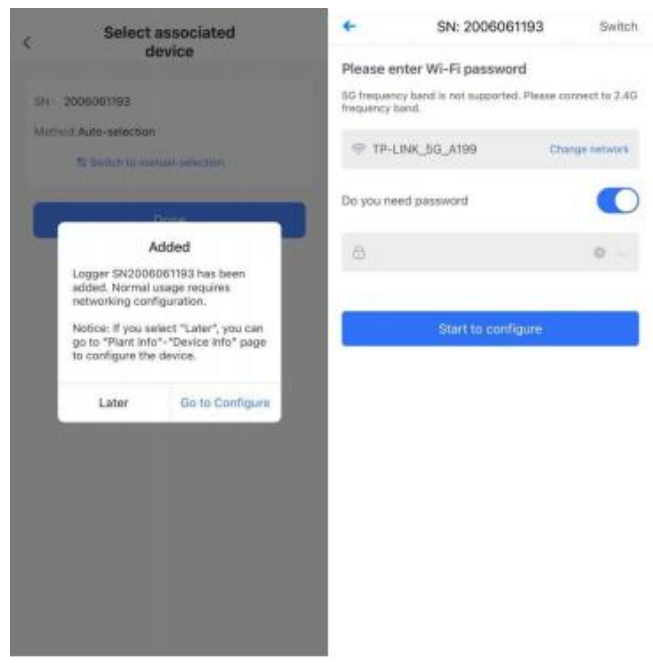 Select associated
device
SN: 2006061193
Method Auto-selection
Switch to manual-selection
Done
Added
Logger SN2006061193 has been
added. Normal usage requires
networking configuration.
Notice: If you select "Later", you can
go to "Plant Info"-"Device Info" page
to configure the device.
Later
Go to Configure
SN: 2006061193
Switch
Please enter Wi-Fi password
5G frequency band is not supported. Please connect to 2.4G
frequency band.
TP-LINK_5G_A199
Change network
Do you need password
Start to configure